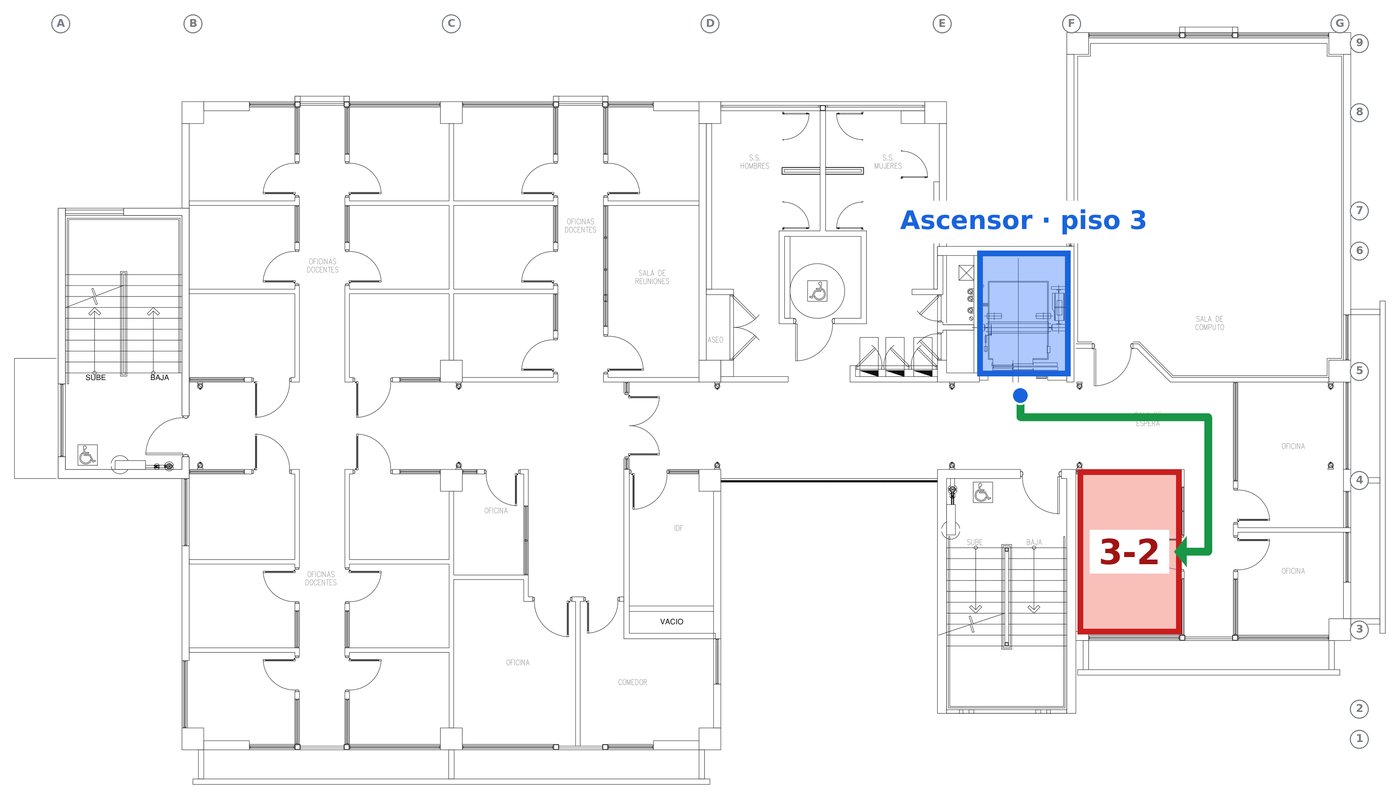 A
B
C
D
E
F
G
9
8
7
6
5
4
3
2
1
S.S.
HOMBRES
S.S.
MUJERES
Ascensor · piso 3
OFICINAS
DOCENTES
OFICINAS
DOCENTES
SALA DE
REUNIONES
ASEO
SALA DE
COMPUTO
SUBE
BAJA
ESPERA
OFICINA
OFICINA
IDF
SUBE
BAJA
3-2
OFICINA
OFICINAS
DOCENTES
VACIO
OFICINA
COMEDOR